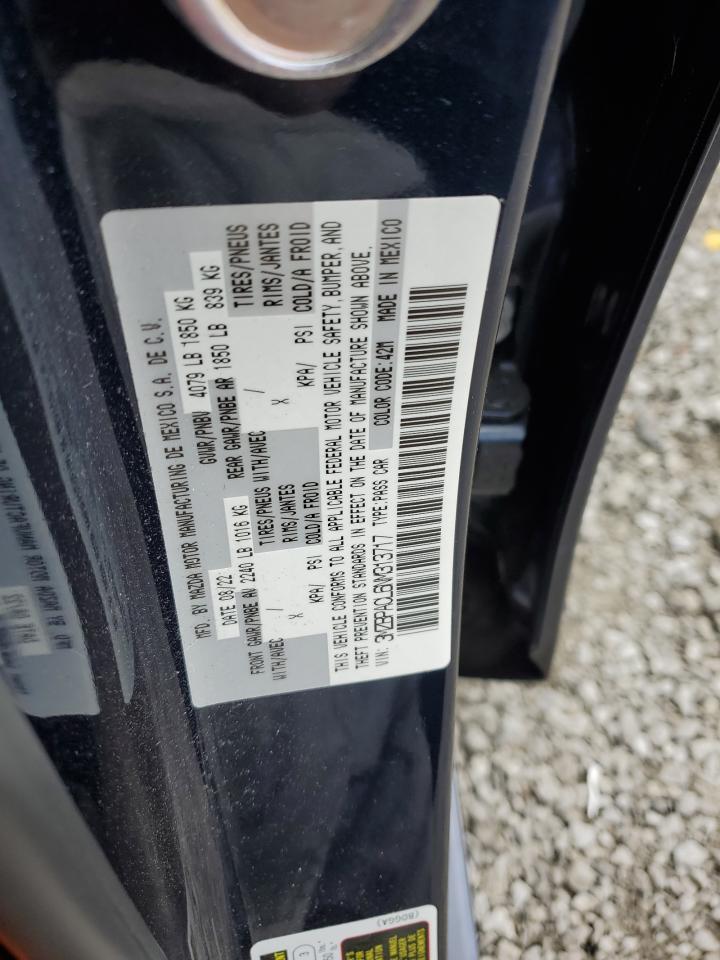 MFD. BY MAZDA MOTOR MANUFACTURING DE MEXICO S.A. DE C.V.
DATE 08/22 GVWR/PNBV 4079 LB 1850 KG
FRONT GAWR/PNBE AV 2240 LB 1016 KG REAR GAWR/PNBE AR 1850 LB 839 KG
WITH/AVEC / TIRES/PNEUS WITH/AVEC / TIRES/PNEUS
X RIMS/JANTES X RIMS/JANTES
KPA/ PSI COLD/A FROID KPA/ PSI COLD/A FROID
THIS VEHICLE CONFORMS TO ALL APPLICABLE FEDERAL MOTOR VEHICLE SAFETY, BUMPER, AND
THEFT PREVENTION STANDARDS IN EFFECT ON THE DATE OF MANUFACTURE SHOWN ABOVE.
VIN: 3MZBPACL6NM313717 TYPE:PASS CAR COLOR CODE:42M MADE IN MEXICO
(BDGGA)